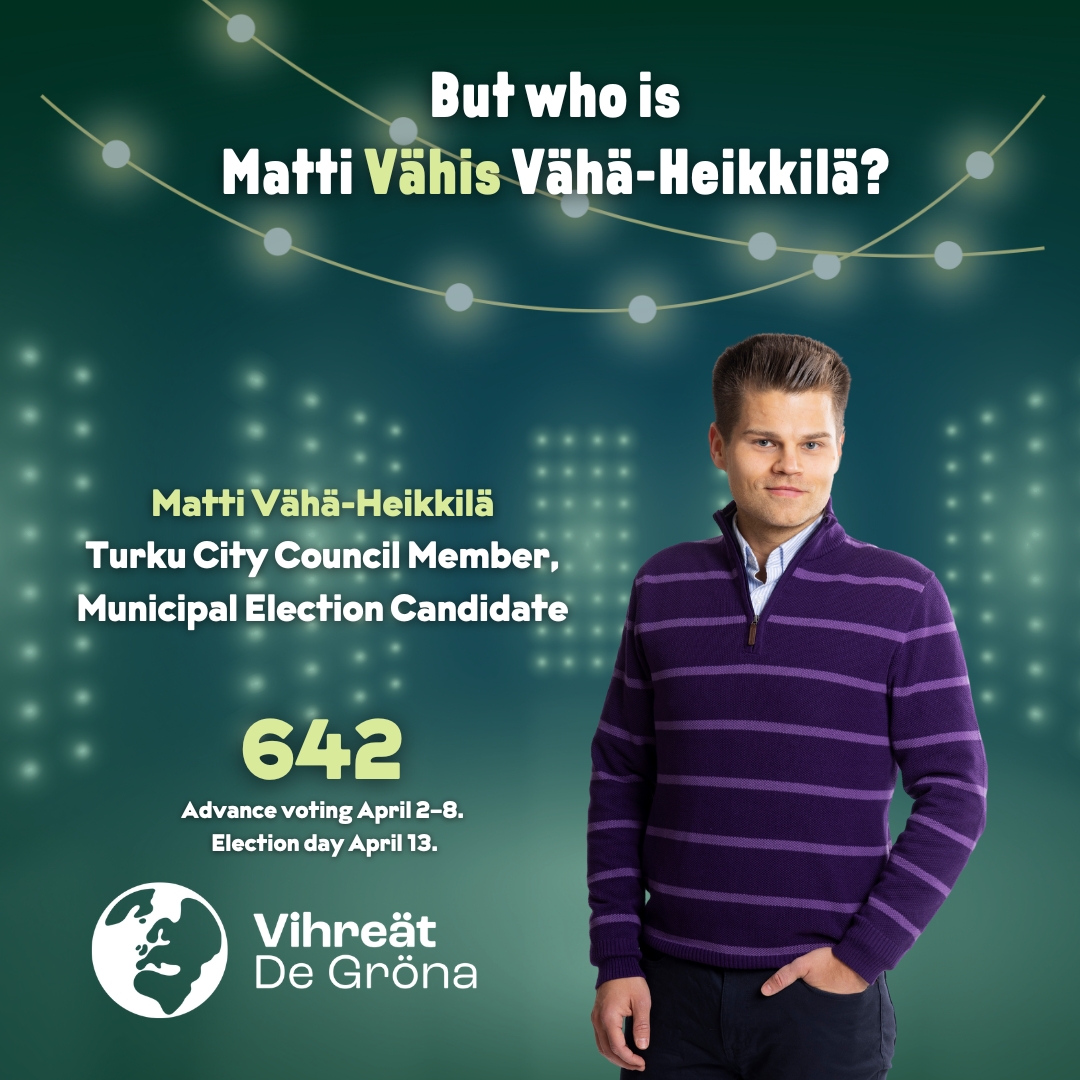 But who is
Matti Vähis Vähä-Heikkilä?
Matti Vähä-Heikkilä
Turku City Council Member,
Municipal Election Candidate
642
Advance voting April 2–8.
Election day April 13.
Vihreät
De Gröna